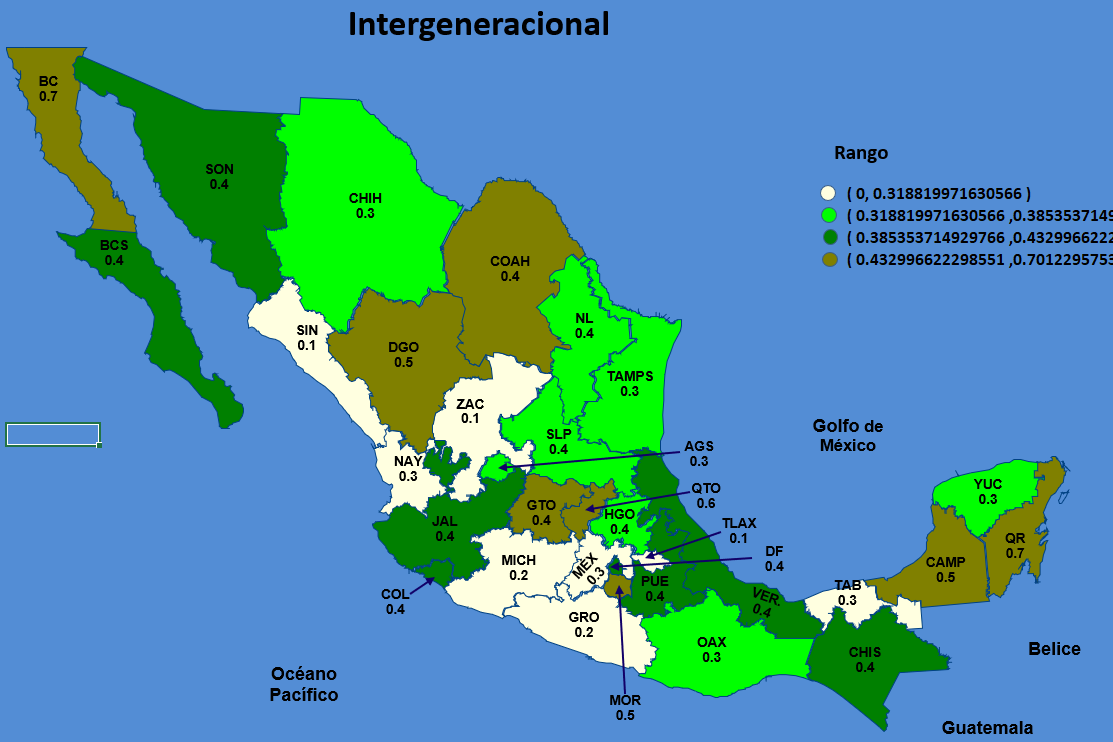 Intergeneracional
BC
0.7
SON
0.4
CHIH
0.3
Rango
( 0, 0.318819971630566 )
( 0.318819971630566 ,0.3853537149
( 0.385353714929766 ,0.4329966222
( 0.432996622298551 ,0.7012295753
BCS
0.4
COAH
0.4
SIN
0.1
NL
0.4
DGO
0.5
TAMPS
0.3
ZAC
0.1
Golfo de
México
SLP
0.4
AGS
0.3
NAY
0.3
QTO
0.6
YUC
0.3
GTO
0.4
HGO
0.4
JAL
0.4
TLAX
0.1
QR
0.7
MICH
0.2
MEX
0.3
DF
0.4
CAMP
0.5
PUE
0.4
COL
0.4
TAB
0.3
VER.
0.4
GRO
0.2
OAX
0.3
CHIS
0.4
Belice
Océano
Pacífico
MOR
0.5
Guatemala